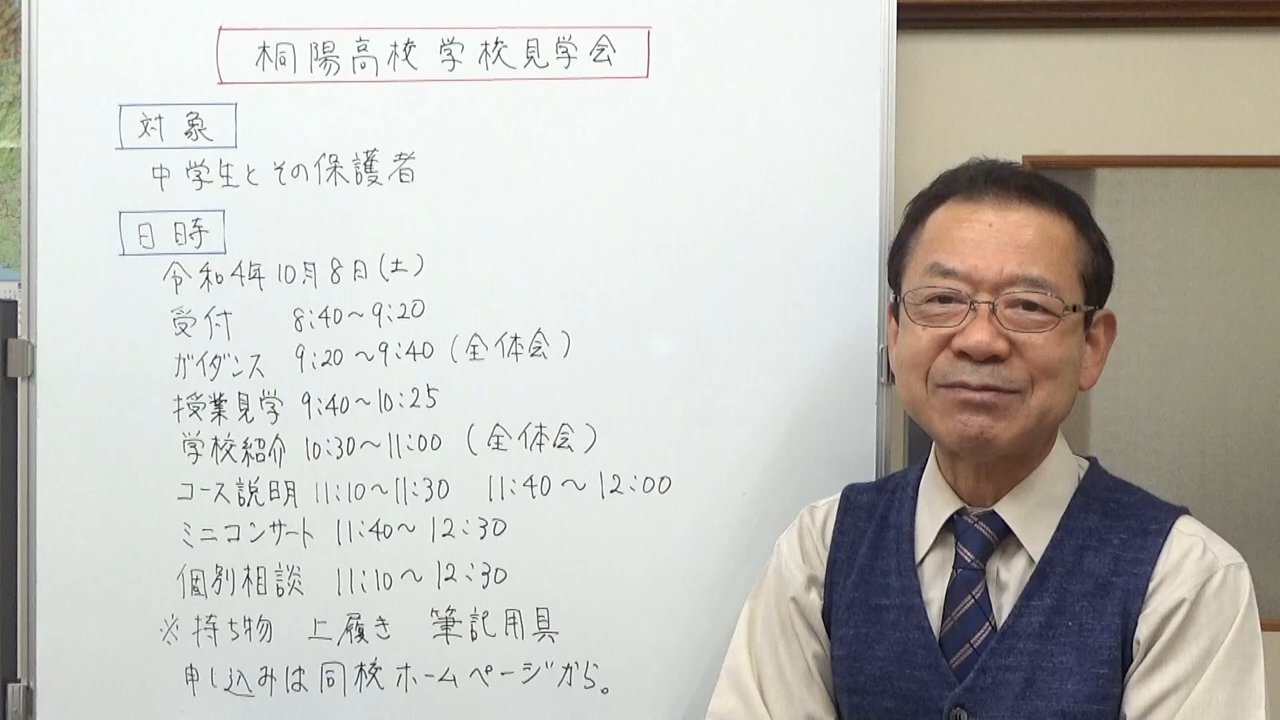 桐陽高校学校見学会
対象
中学生とその保護者
日時
令和4年10月8日(土)
受付 8:40〜9:20
ガイダンス 9:20〜9:40(全体会)
授業見学 9:40〜10:25
学校紹介 10:30〜11:00(全体会)
コース説明 11:10〜11:30 11:40〜12:00
ミニコンサート 11:40〜12:30
個別相談 11:10〜12:30
※持ち物 上履き 筆記用具
申し込みは同校ホームページから。